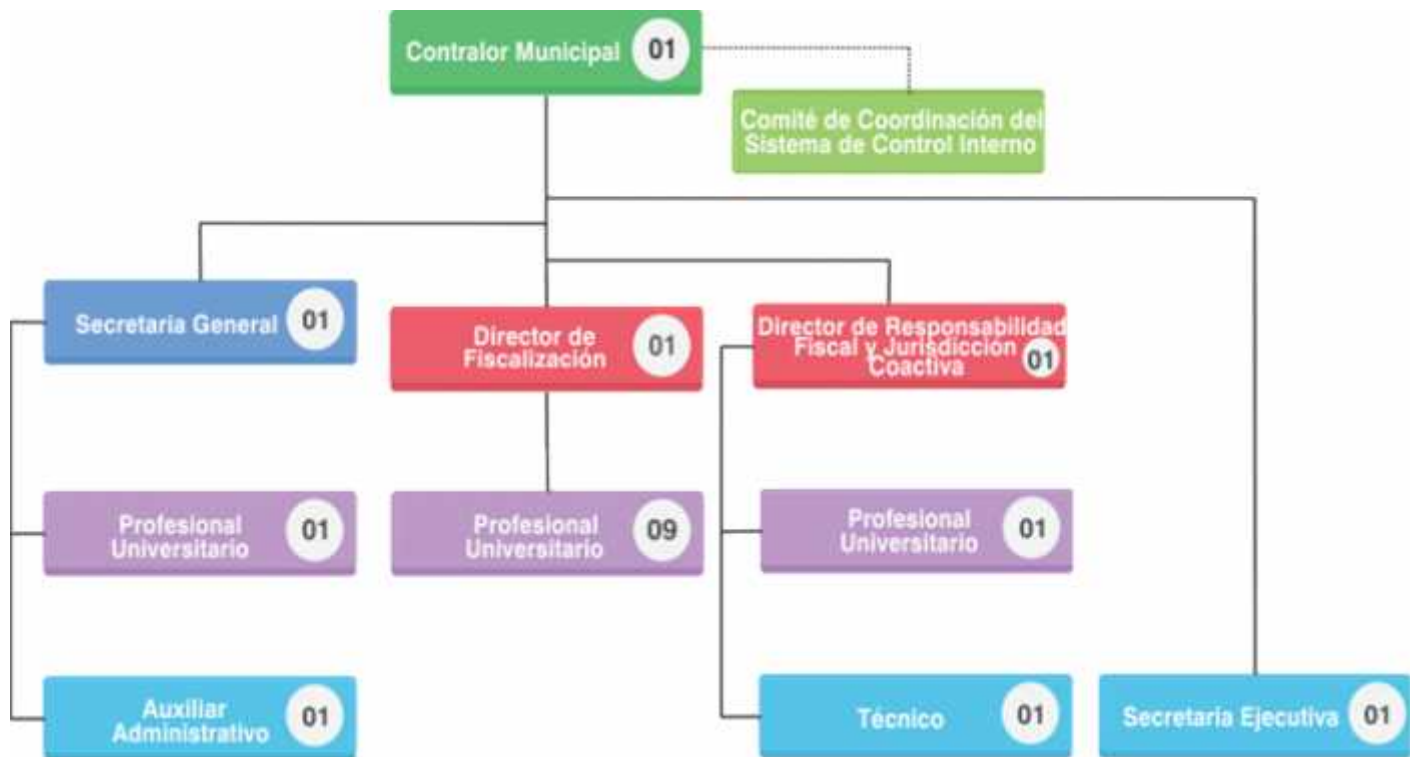 Contralor Municipal 01
Comité de Coordinación del
Sistema de Control Interno
Secretaria General 01
Director de
Fiscalización
01
Director de Responsabilidad
Fiscal y Jurisdicción
Coactiva 01
Profesional
Universitario
01
Profesional
Universitario
09
Profesional
Universitario
01
Auxiliar
Administrativo
01
Técnico 01
Secretaria Ejecutiva 01